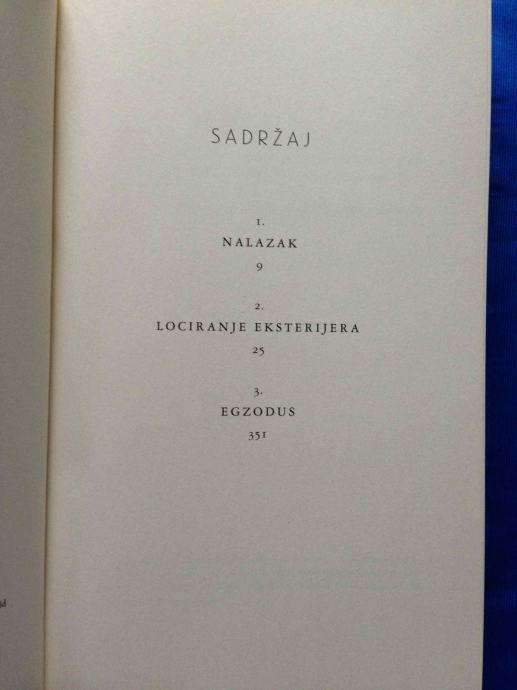 SADRŽAJ
1.
NALAZAK
9
2.
LOCIRANJE EKSTERIJERA
25
3.
EGZODUS
351